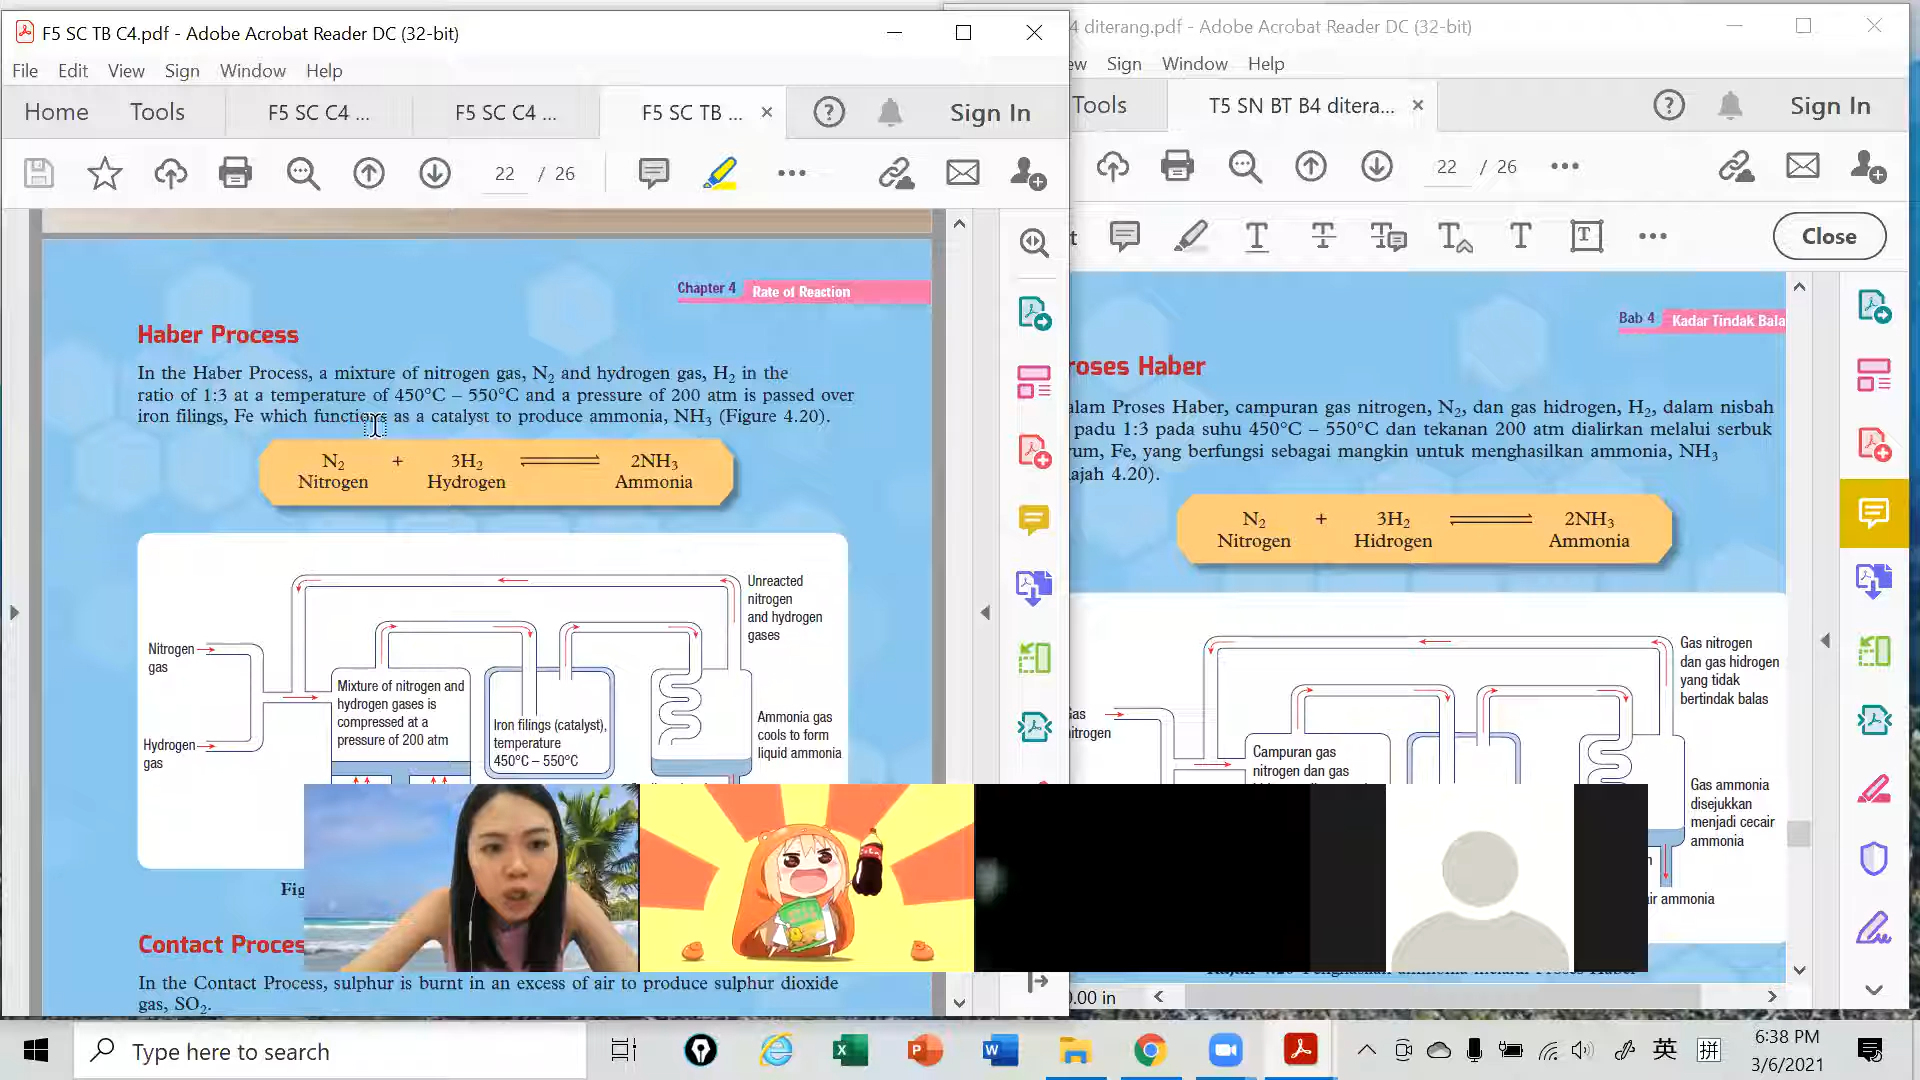 F5 SC TB C4.pdf - Adobe Acrobat Reader DC (32-bit)
File Edit View Sign Window Help
Home Tools F5 SC C4 ... F5 SC C4 ... F5 SC TB ... Sign In
22 / 26
Chapter 4 Rate of Reaction
Haber Process
In the Haber Process, a mixture of nitrogen gas, N2 and hydrogen gas, H2 in the
ratio of 1:3 at a temperature of 450°C – 550°C and a pressure of 200 atm is passed over
iron filings, Fe which functions as a catalyst to produce ammonia, NH3 (Figure 4.20).
N2 + 3H2 2NH3
Nitrogen Hydrogen Ammonia
Unreacted
nitrogen
and hydrogen
gases
Nitrogen
gas
Mixture of nitrogen and
hydrogen gases is
compressed at a
pressure of 200 atm
Iron filings (catalyst),
temperature
450°C – 550°C
Ammonia gas
cools to form
liquid ammonia
Hydrogen
gas
Fig
Contact Proces
In the Contact Process, sulphur is burnt in an excess of air to produce sulphur dioxide
gas, SO2.
4 diterang.pdf - Adobe Acrobat Reader DC (32-bit)
ew Sign Window Help
Tools T5 SN BT B4 ditera... Sign In
22 / 26
t Close
Bab 4 Kadar Tindak Bala
roses Haber
alam Proses Haber, campuran gas nitrogen, N2, dan gas hidrogen, H2, dalam nisbah
padu 1:3 pada suhu 450°C – 550°C dan tekanan 200 atm dialirkan melalui serbuk
rum, Fe, yang berfungsi sebagai mangkin untuk menghasilkan ammonia, NH3
ajah 4.20).
N2 + 3H2 2NH3
Nitrogen Hidrogen Ammonia
Gas nitrogen
dan gas hidrogen
yang tidak
bertindak balas
Gas
nitrogen
Campuran gas
nitrogen dan gas
Gas ammonia
disejukkan
menjadi cecair
ammonia
air ammonia
0.00 in
Type here to search
英 拼
6:38 PM
3/6/2021